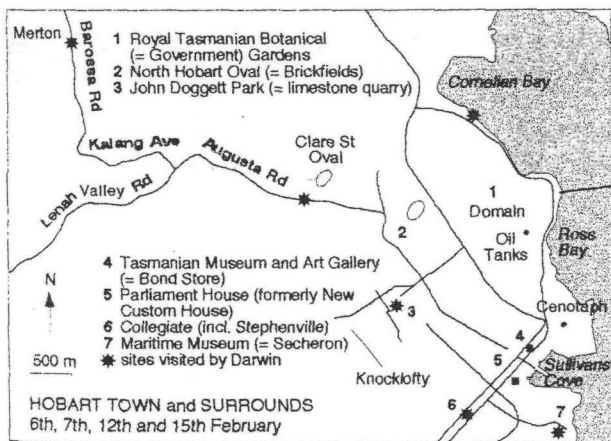 Merton
Barossa Rd
1 Royal Tasmanian Botanical
(= Government) Gardens
2 North Hobart Oval (= Brickfields)
3 John Doggett Park (= limestone quarry)
Cornelian Bay
Kalang Ave
Augusta Rd
Clare St
Oval
Lenah Valley Rd
1
Domain
Oil
Tanks
2
Ross
Bay
N
500 m
4 Tasmanian Museum and Art Gallery
(= Bond Store)
5 Parliament House (formerly New
Custom House)
6 Collegiate (incl. Stephenville)
7 Maritime Museum (= Secheron)
✷ sites visited by Darwin
3
Cenotaph
4
5
Sullivans
Cove
Knocklofty
6
7
HOBART TOWN and SURROUNDS
6th, 7th, 12th and 15th February